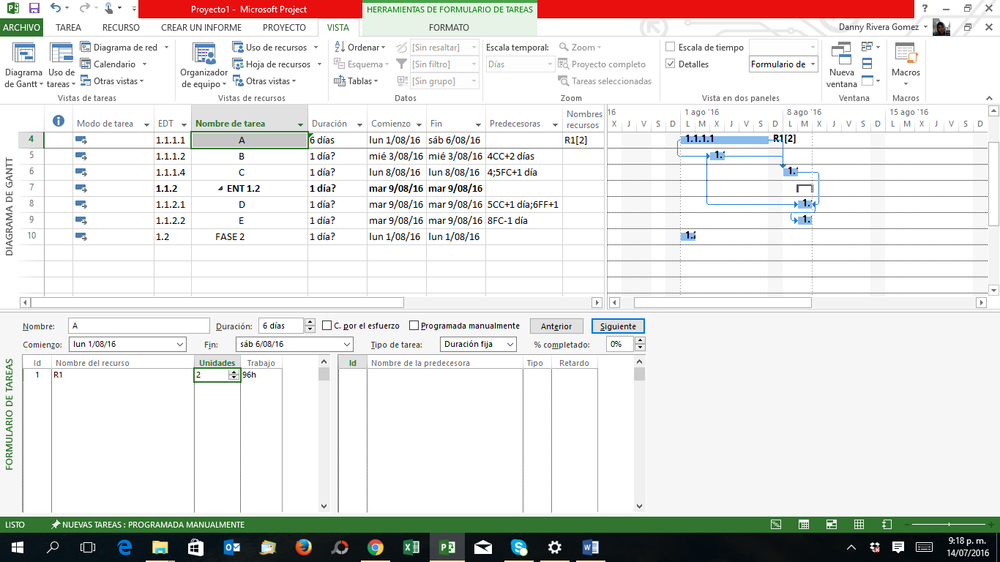 Proyecto1 - Microsoft Project
HERRAMIENTAS DE FORMULARIO DE TAREAS
ARCHIVO TAREA RECURSO CREAR UN INFORME PROYECTO VISTA FORMATO Danny Rivera Gomez
Diagrama de Gantt
Uso de tareas
Diagrama de red
Calendario
Otras vistas
Vistas de tareas
Organizador de equipo
Uso de recursos
Hoja de recursos
Otras vistas
Vistas de recursos
Ordenar
Esquema
Tablas
[Sin resaltar]
[Sin filtro]
[Sin grupo]
Datos
Escala temporal:
Días
Zoom
Proyecto completo
Tareas seleccionadas
Zoom
Escala de tiempo
Detalles Formulario de
Vista en dos paneles
Nueva ventana
Ventana
Macros
Macros
DIAGRAMA DE GANTT
Modo de tarea EDT Nombre de tarea Duración Comienzo Fin Predecesoras Nombres recursos
16 1 ago '16 8 ago '16 15 ago '16
X J V S D L M X J V S D L M X J V S D L M X J V S D
4 1.1.1.1 A 6 días lun 1/08/16 sáb 6/08/16 R1[2] 1.1.1.1 R1[2]
5 1.1.1.2 B 1 día? mié 3/08/16 mié 3/08/16 4CC+2 días 1.
6 1.1.1.4 C 1 día? lun 8/08/16 lun 8/08/16 4;5FC+1 día 1.
7 1.1.2 ENT 1.2 1 día? mar 9/08/16 mar 9/08/16
8 1.1.2.1 D 1 día? mar 9/08/16 mar 9/08/16 5CC+1 día;6FF+1 1.
9 1.1.2.2 E 1 día? mar 9/08/16 mar 9/08/16 8FC-1 día 1.
10 1.2 FASE 2 1 día? lun 1/08/16 lun 1/08/16 1.2
FORMULARIO DE TAREAS
Nombre: A Duración: 6 días C. por el esfuerzo Programada manualmente Anterior Siguiente
Comienzo: lun 1/08/16 Fin: sáb 6/08/16 Tipo de tarea: Duración fija % completado: 0%
Id Nombre del recurso Unidades Trabajo Id Nombre de la predecesora Tipo Retardo
1 R1 2 96h
LISTO NUEVAS TAREAS : PROGRAMADA MANUALMENTE
9:18 p. m.
14/07/2016